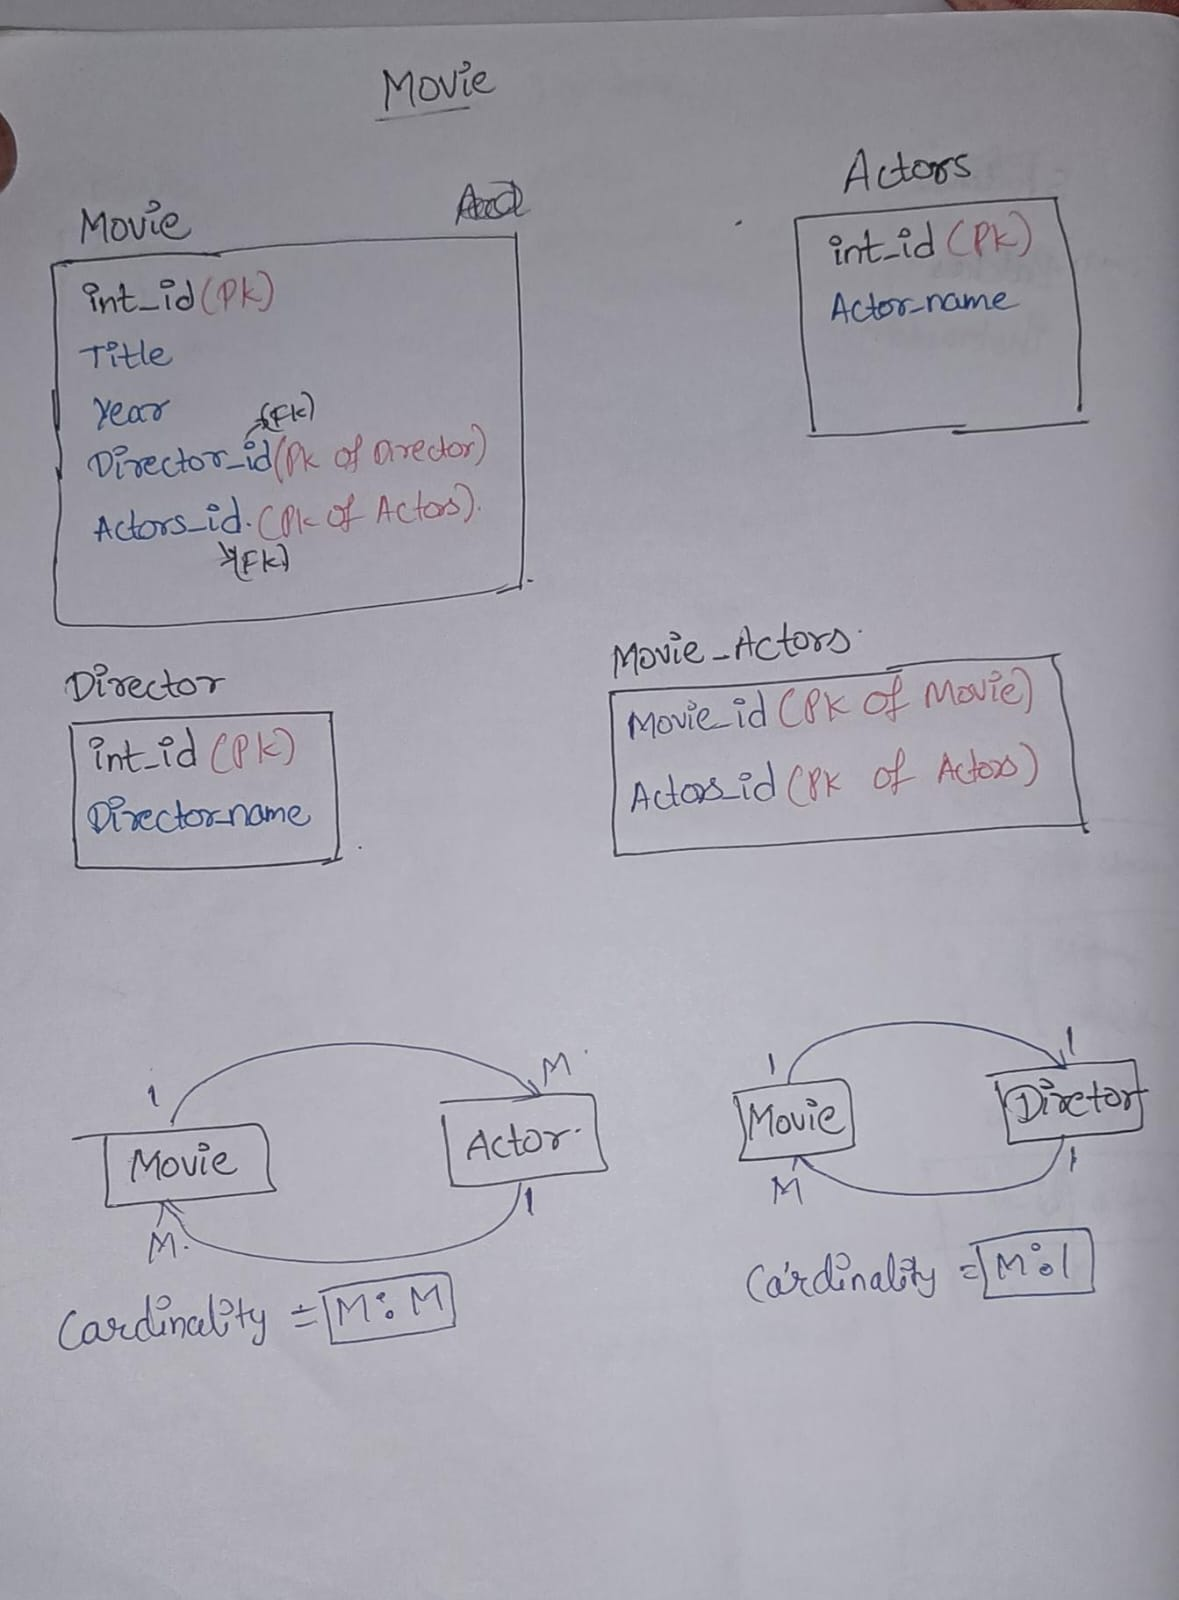 Movie
Movie
int_id (PK)
Title
Year
(FK)
Director_id (PK of Director)
Actors_id. (PK of Actors).
(FK)
Actors
int_id (PK)
Actor_name
Director
int_id (PK)
Director_name
Movie_Actors
Movie_id (PK of Movie)
Actors_id (PK of Actors)
1
M
Movie
Actor
M
1
Cardinality = M:M
1
1
Movie
Dirctor
M
1
Cardinality = M:1